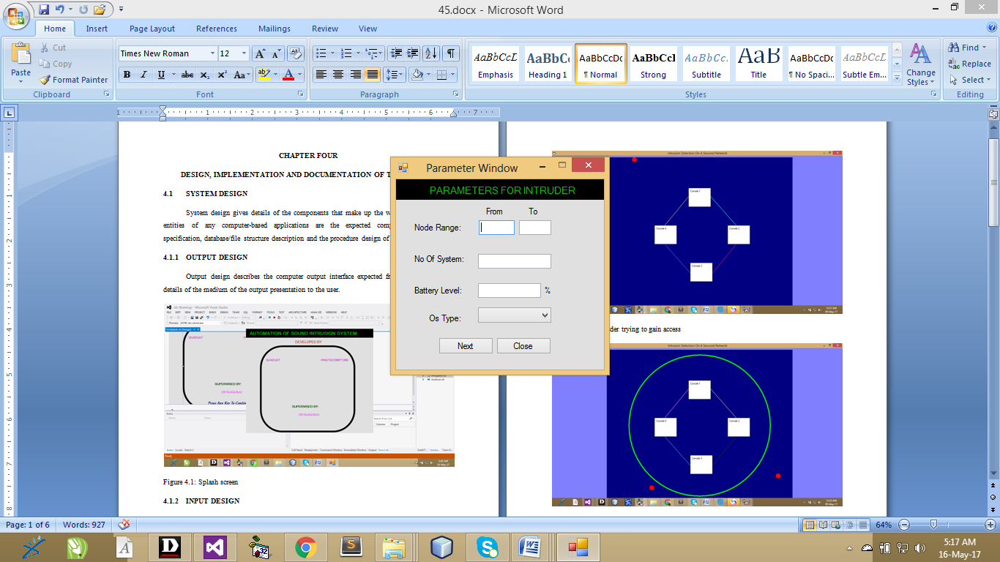 45.docx - Microsoft Word
Home Insert Page Layout References Mailings Review View
Paste
Cut
Copy
Format Painter
Clipboard
Times New Roman 12
Font
Paragraph
AaBbCcL AaBbCc AaBbCcDc AaBbCcI AaBbCc. AaB AaBbCcDc AaBbCcL
Emphasis Heading 1 ¶ Normal Strong Subtitle Title ¶ No Spaci... Subtle Em...
Change Styles
Styles
Find
Replace
Select
Editing
CHAPTER FOUR
DESIGN, IMPLEMENTATION AND DOCUMENTATION OF T
4.1 SYSTEM DESIGN
System design gives details of the components that make up the w
entities of any computer-based applications are the expected comp
specification, database/file structure description and the procedure design of
4.1.1 OUTPUT DESIGN
Output design describes the computer output interface expected fr
details of the medium of the output presentation to the user.
AUTOMATION OF SOUND INTRUSION SYSTEM
DEVELOPED BY
SUPERVISED BY:
SUPERVISED BY:
Figure 4.1: Splash screen
4.1.2 INPUT DESIGN
Parameter Window
PARAMETERS FOR INTRUDER
From To
Node Range:
No Of System:
Battery Level: %
Os Type:
Next Close
Intrusion Detection On A Secured Network
Console 1
Console 4 Console 2
Console 3
der trying to gain access
Intrusion Detection On A Secured Network
Console 1
Console 4 Console 2
Console 3
Page: 1 of 6 Words: 927 64%
5:17 AM
16-May-17